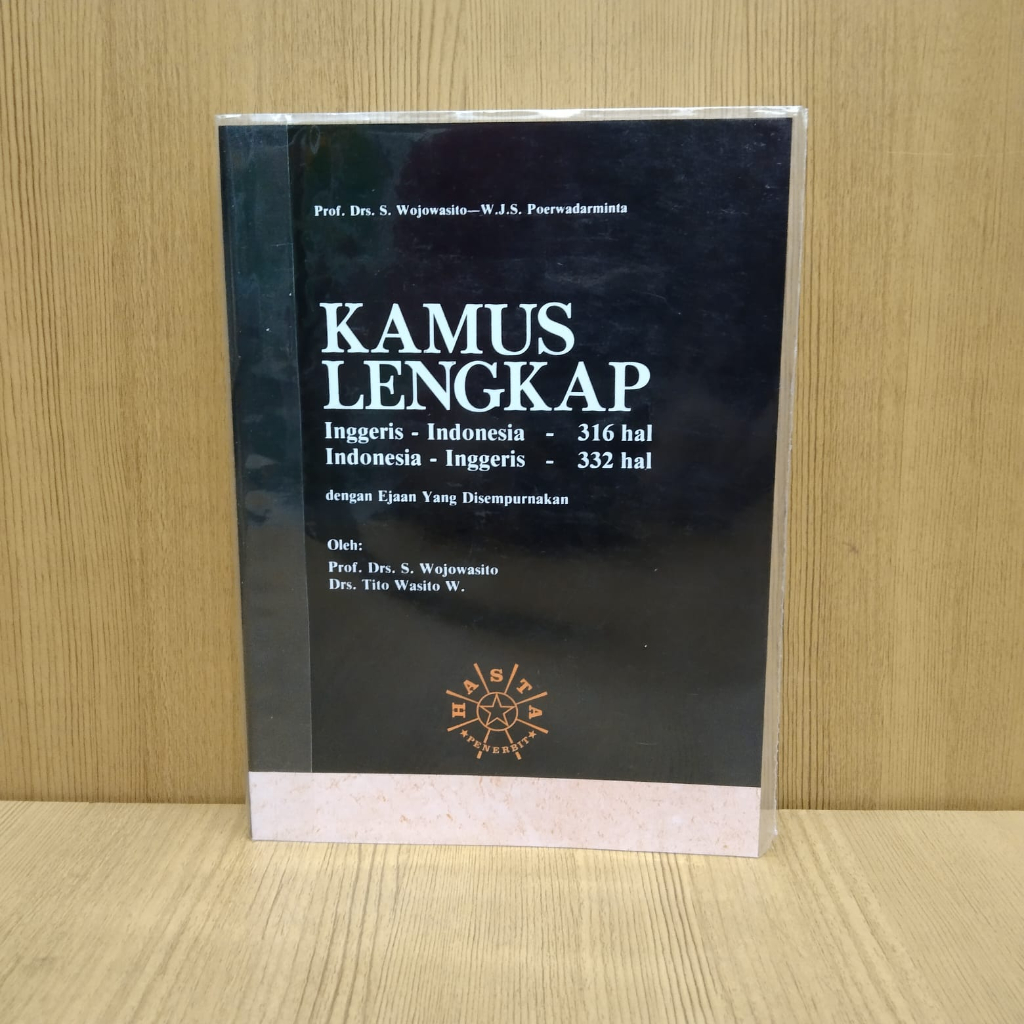 Prof. Drs. S. Wojowasito—W.J.S. Poerwadarminta
KAMUS
LENGKAP
Inggeris - Indonesia - 316 hal
Indonesia - Inggeris - 332 hal
dengan Ejaan Yang Disempurnakan
Oleh:
Prof. Drs. S. Wojowasito
Drs. Tito Wasito W.
HASTA
PENERBIT